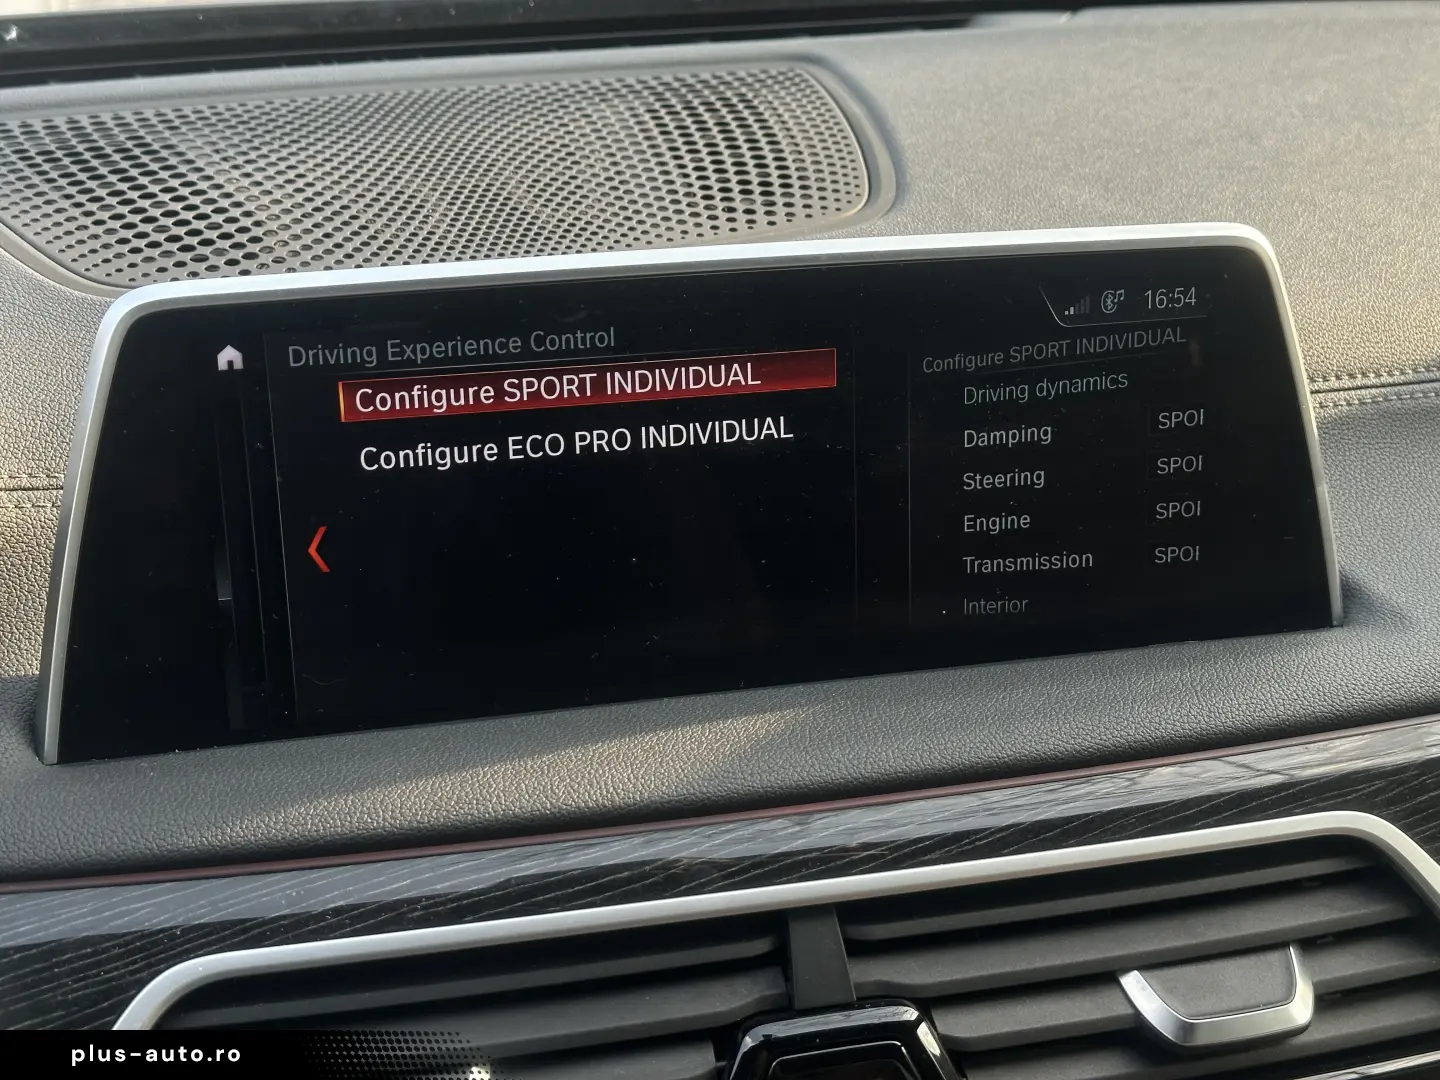 16:54
Driving Experience Control
Configure SPORT INDIVIDUAL
Configure ECO PRO INDIVIDUAL
Configure SPORT INDIVIDUAL
Driving dynamics
Damping SPOI
Steering SPOI
Engine SPOI
Transmission SPOI
Interior
plus-auto.ro